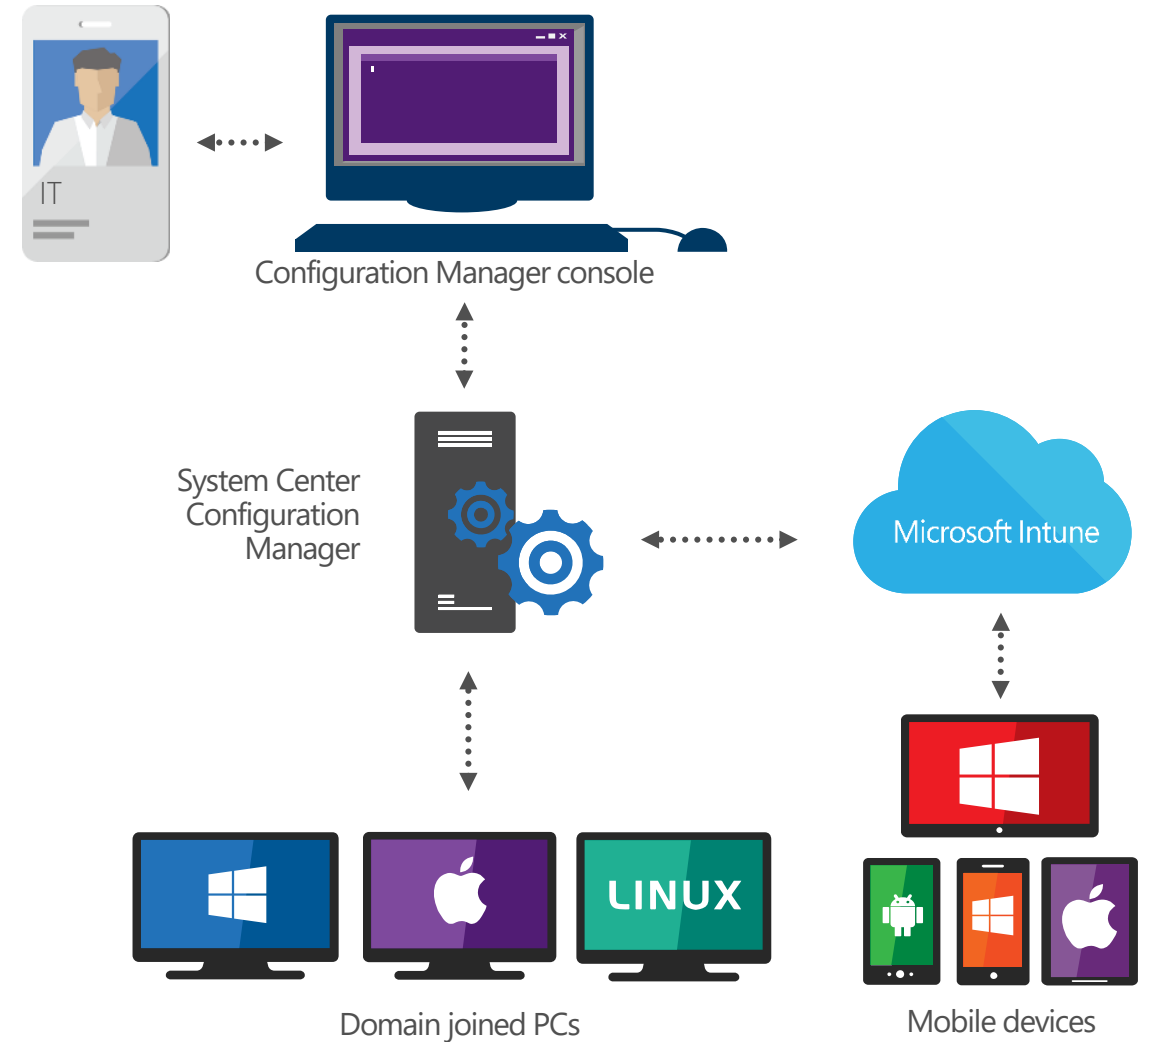 IT
Configuration Manager console
System Center
Configuration
Manager
Microsoft Intune
LINUX
Domain joined PCs
Mobile devices